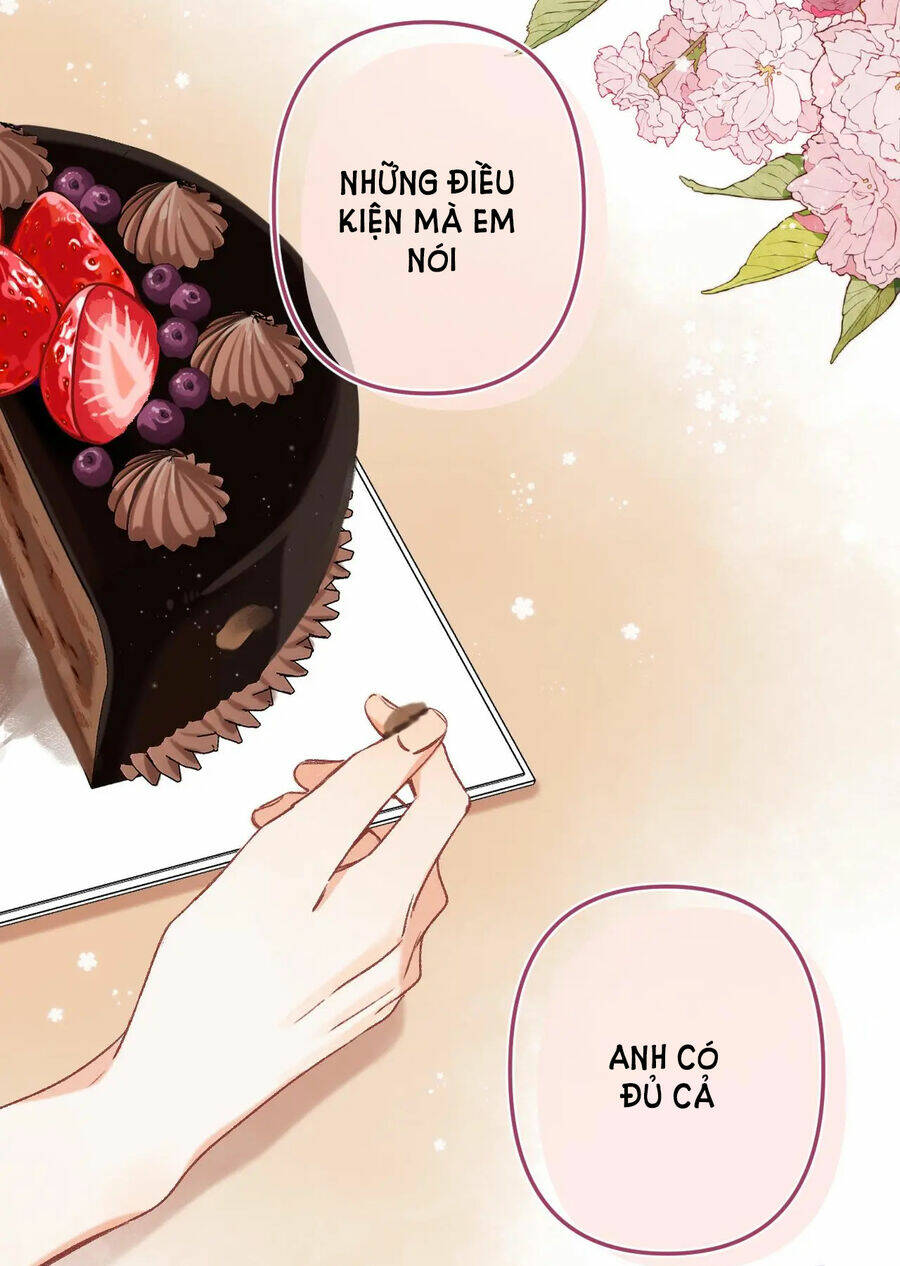 NHỮNG ĐIỀU
KIỆN MÀ EM
NÓI
ANH CÓ
ĐỦ CẢ